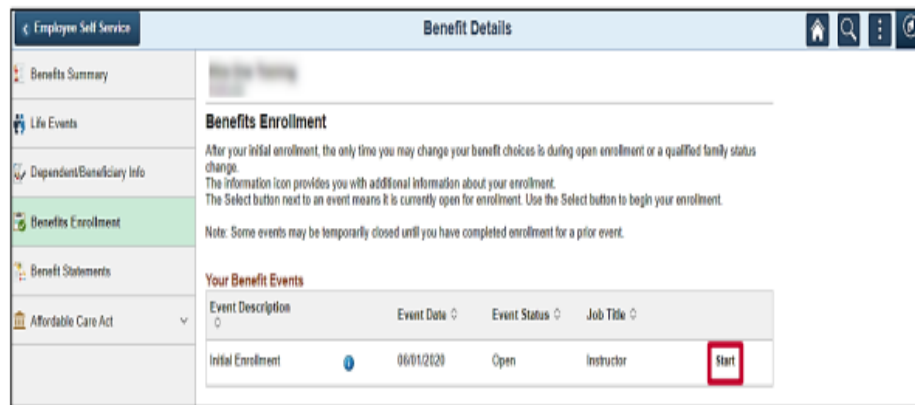 Employee Self Service
Benefit Details
Benefits Summary
Life Events
Dependent/Beneficiary Info
Benefits Enrollment
Benefit Statements
Affordable Care Act
Benefits Enrollment
After your initial enrollment, the only time you may change your benefit choices is during open enrollment or a qualified family status
change.
The information icon provides you with additional information about your enrollment.
The Select button next to an event means it is currently open for enrollment. Use the Select button to begin your enrollment.
Note: Some events may be temporarily closed until you have completed enrollment for a prior event.
Your Benefit Events
Event Description Event Date Event Status Job Title
Initial Enrollment 06/01/2020 Open Instructor Start